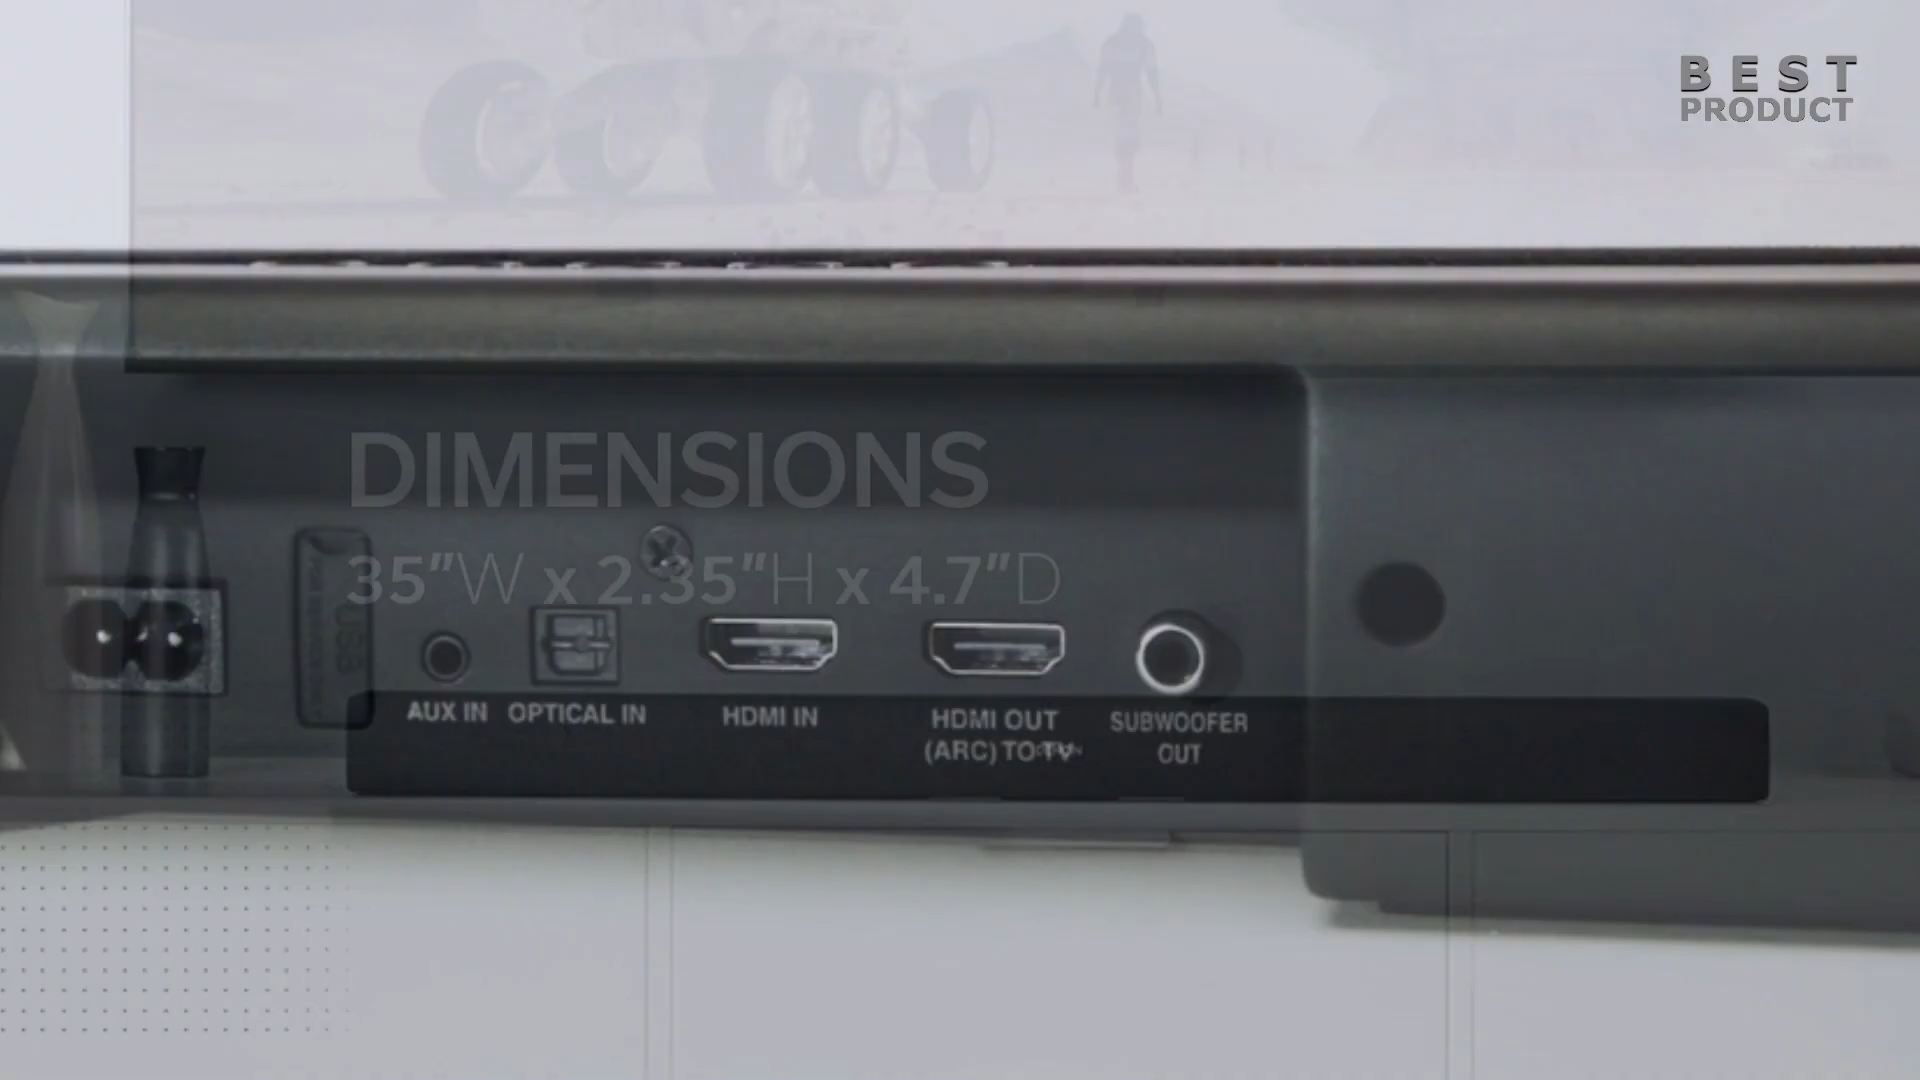 BEST
PRODUCT
DIMENSIONS
35"W x 2.35"H x 4.7"D
USB
AUX IN
OPTICAL IN
HDMI IN
HDMI OUT
(ARC) TO TV
SUBWOOFER
OUT